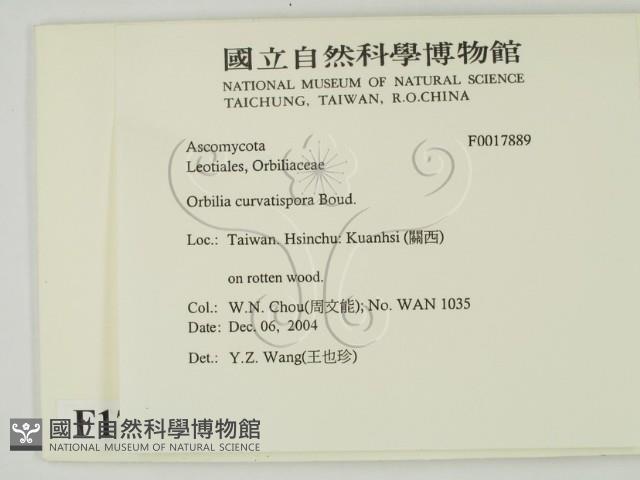 國立自然科學博物館
NATIONAL MUSEUM OF NATURAL SCIENCE
TAICHUNG, TAIWAN, R.O.CHINA
Ascomycota F0017889
Leotiales, Orbiliaceae
Orbilia curvatispora Boud.
Loc.: Taiwan. Hsinchu: Kuanhsi (關西)
on rotten wood.
Col.: W.N. Chou(周文能); No. WAN 1035
Date: Dec. 06, 2004
Det.: Y.Z. Wang(王也珍)
國立自然科學博物館
NATIONAL MUSEUM OF NATURAL SCIENCE